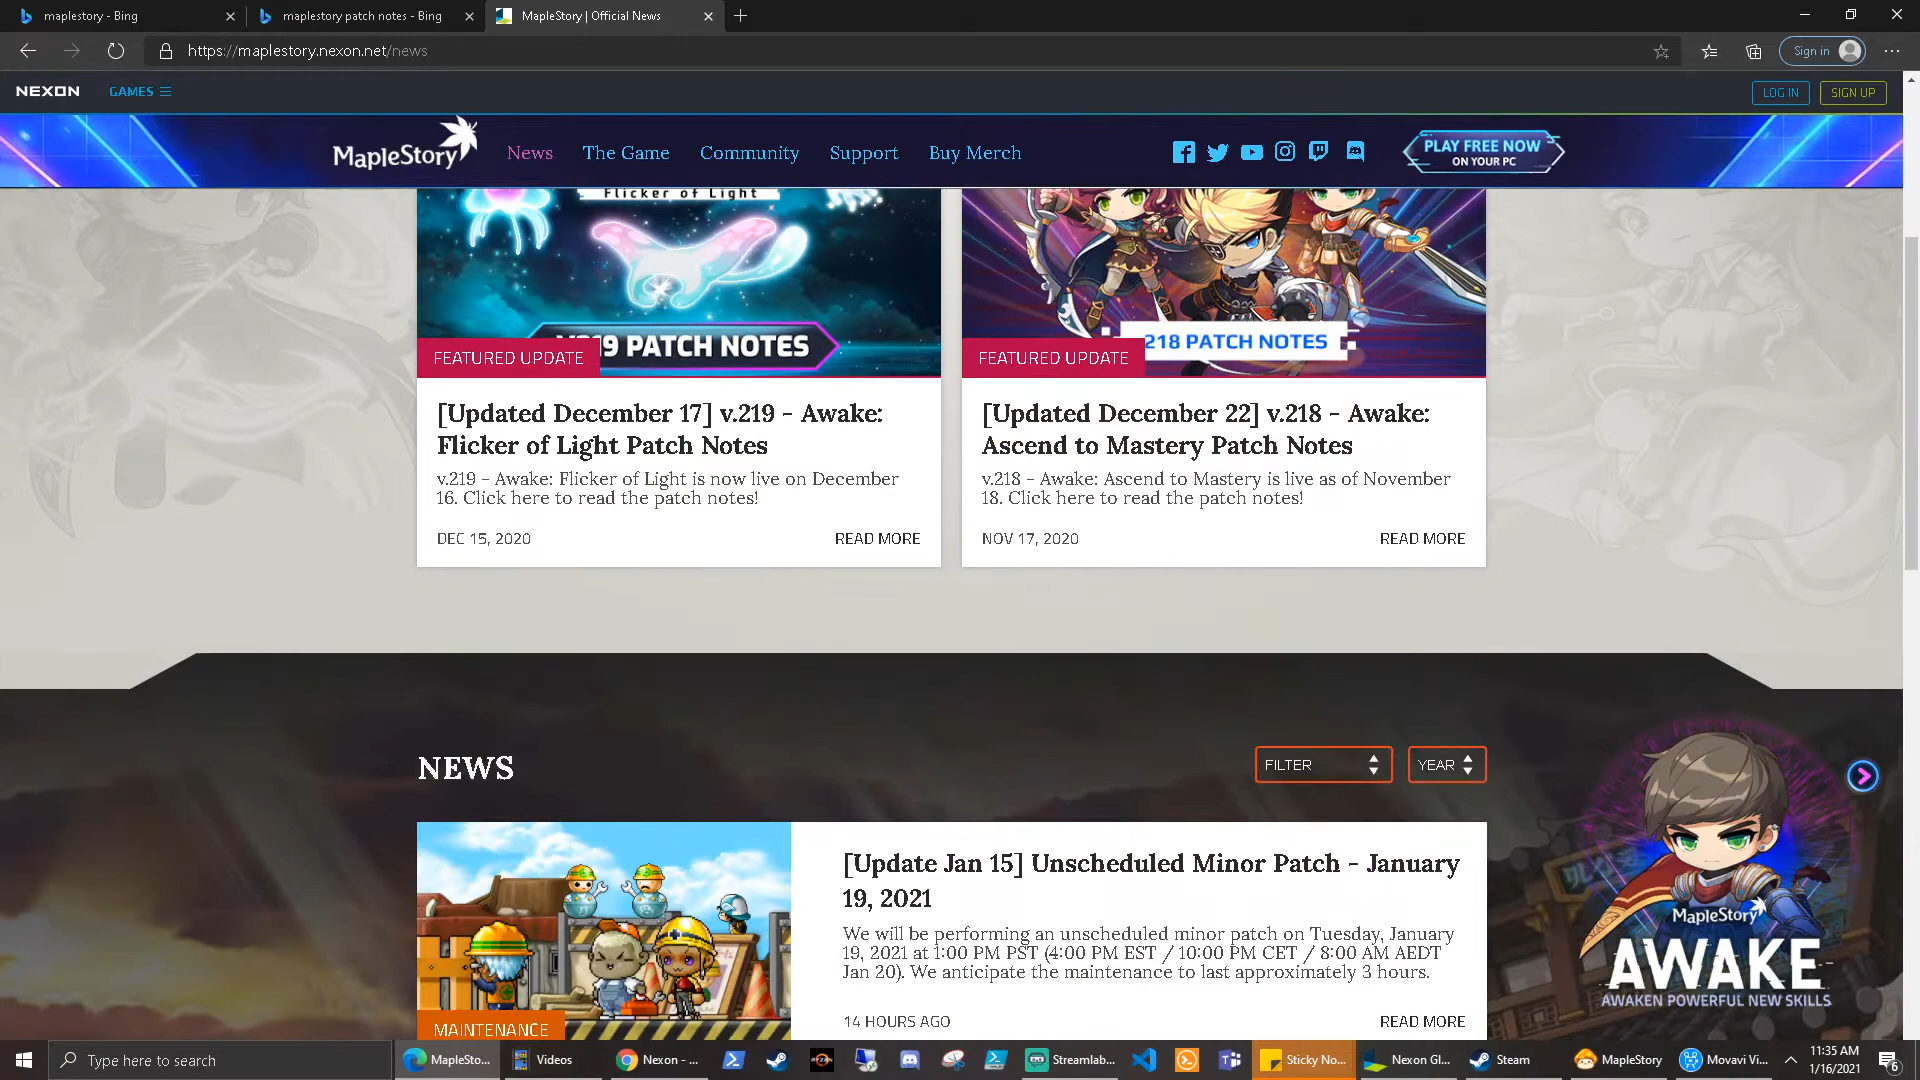 maplestory - Bing
maplestory patch notes - Bing
MapleStory | Official News
https://maplestory.nexon.net/news
Sign in
NEXON
GAMES
LOG IN
SIGN UP
MapleStory
News
The Game
Community
Support
Buy Merch
PLAY FREE NOW
ON YOUR PC
Flicker of Light
19 PATCH NOTES
FEATURED UPDATE
218 PATCH NOTES
FEATURED UPDATE
[Updated December 17] v.219 - Awake:
Flicker of Light Patch Notes
v.219 - Awake: Flicker of Light is now live on December
16. Click here to read the patch notes!
DEC 15, 2020
READ MORE
[Updated December 22] v.218 - Awake:
Ascend to Mastery Patch Notes
v.218 - Awake: Ascend to Mastery is live as of November
18. Click here to read the patch notes!
NOV 17, 2020
READ MORE
NEWS
FILTER
YEAR
[Update Jan 15] Unscheduled Minor Patch - January
19, 2021
We will be performing an unscheduled minor patch on Tuesday, January
19, 2021 at 1:00 PM PST (4:00 PM EST / 10:00 PM CET / 8:00 AM AEDT
Jan 20). We anticipate the maintenance to last approximately 3 hours.
14 HOURS AGO
READ MORE
MAINTENANCE
MapleStory
AWAKE
AWAKEN POWERFUL NEW SKILLS
Type here to search
MapleSto...
Videos
Nexon - ...
RYZEN
Streamlab...
Sticky No...
Nexon Gl...
Steam
MapleStory
Movavi Vi...
11:35 AM
1/16/2021
6